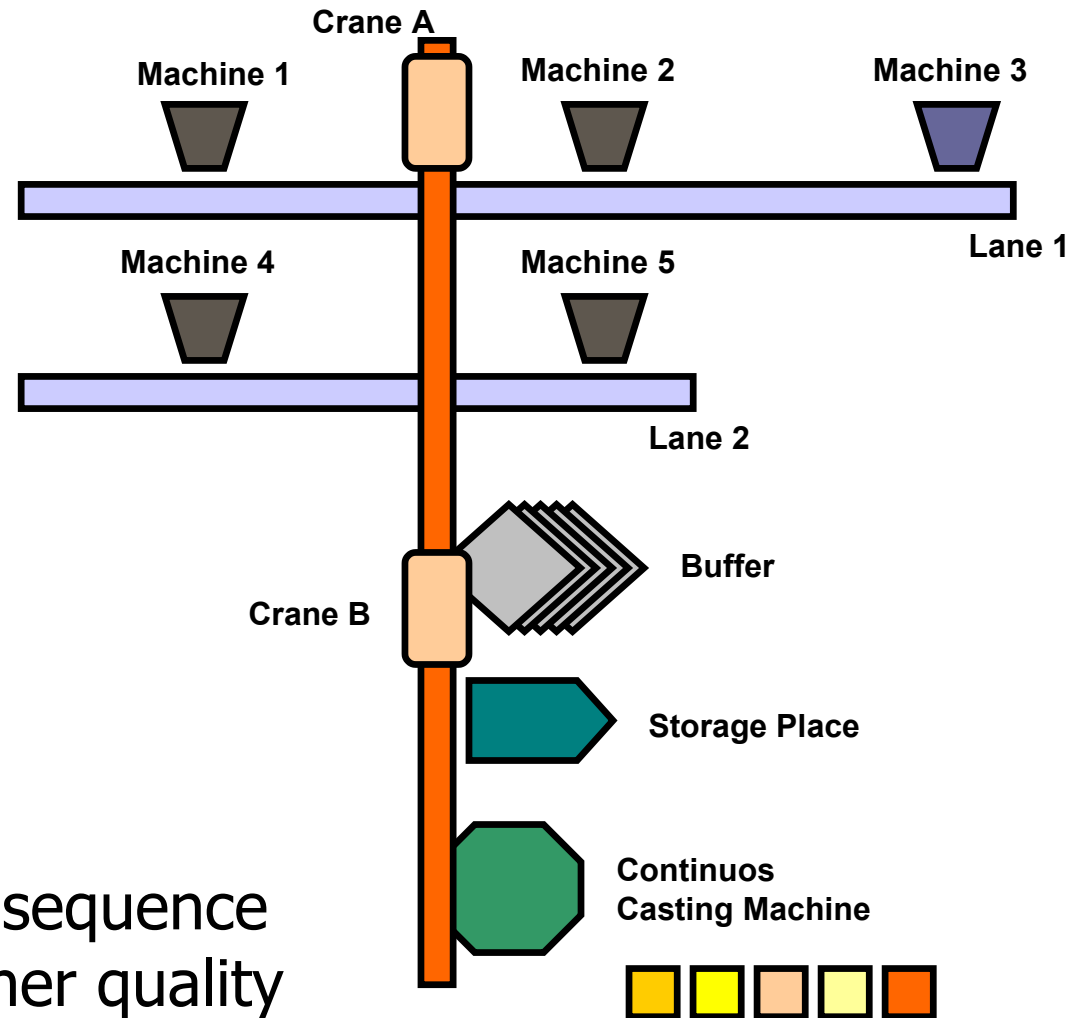 Crane A
Machine 1
Machine 2
Machine 3
Lane 1
Machine 4
Machine 5
Lane 2
Buffer
Crane B
Storage Place
Continuos
Casting Machine
sequence
quality